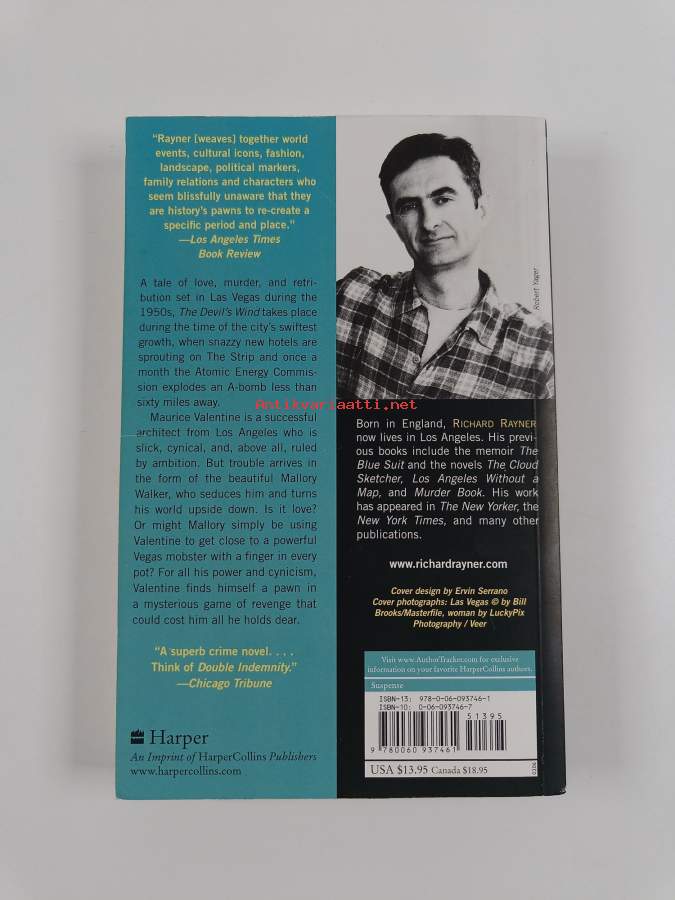 “Rayner [weaves] together world
events, cultural icons, fashion,
landscape, political markers,
family relations and characters who
seem blissfully unaware that they
are history’s pawns to re-create a
specific period and place.”
—Los Angeles Times
Book Review
A tale of love, murder, and retri-
bution set in Las Vegas during the
1950s, The Devil’s Wind takes place
during the time of the city’s swiftest
growth, when snazzy new hotels are
sprouting on The Strip and once a
month the Atomic Energy Commis-
sion explodes an A-bomb less than
sixty miles away.
Maurice Valentine is a successful
architect from Los Angeles who is
slick, cynical, and, above all, ruled
by ambition. But trouble arrives in
the form of the beautiful Mallory
Walker, who seduces him and turns
his world upside down. Is it love?
Or might Mallory simply be using
Valentine to get close to a powerful
Vegas mobster with a finger in every
pot? For all his power and cynicism,
Valentine finds himself a pawn in
a mysterious game of revenge that
could cost him all he holds dear.
“A superb crime novel. . . .
Think of Double Indemnity.”
—Chicago Tribune
Harper
An Imprint of HarperCollins Publishers
www.harpercollins.com
Robert Yager
Antikvariaatti.net
Born in England, RICHARD RAYNER
now lives in Los Angeles. His previ-
ous books include the memoir The
Blue Suit and the novels The Cloud
Sketcher, Los Angeles Without a
Map, and Murder Book. His work
has appeared in The New Yorker, the
New York Times, and many other
publications.
www.richardrayner.com
Cover design by Ervin Serrano
Cover photographs: Las Vegas © by Bill
Brooks/Masterfile, woman by LuckyPix
Photography / Veer
Visit www.AuthorTracker.com for exclusive
information on your favorite HarperCollins authors.
Suspense
ISBN-13: 978-0-06-093746-1
ISBN-10: 0-06-093746-7
51395
9 780060 937461
USA $13.95 Canada $18.95
0206